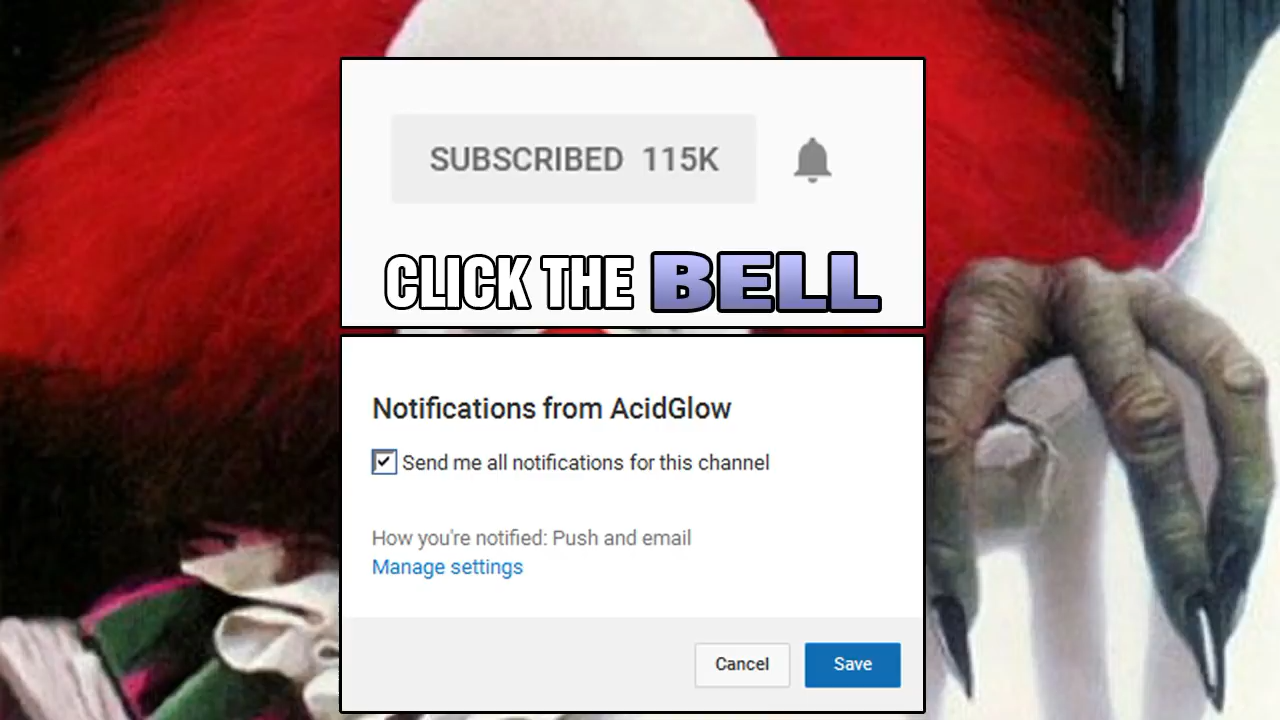 SUBSCRIBED 115K
CLICK THE BELL
Notifications from AcidGlow
Send me all notifications for this channel
How you're notified: Push and email
Manage settings
Cancel Save